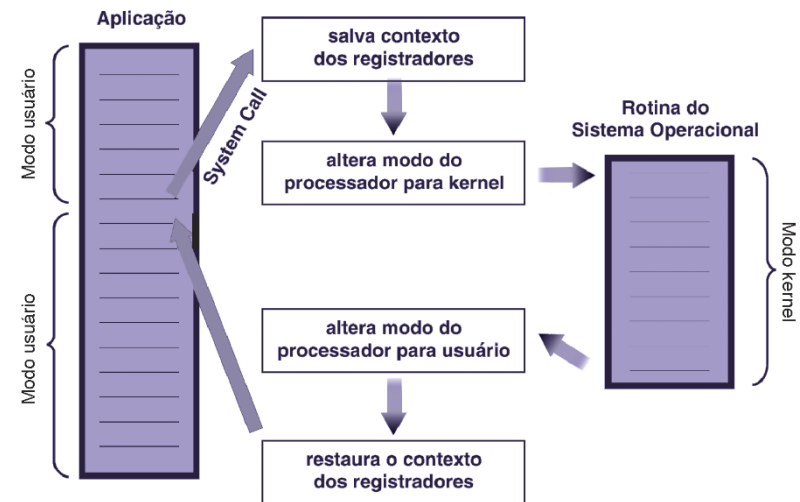 Aplicação
salva contexto
dos registradores
Modo usuário
System Call
Rotina do
Sistema Operacional
altera modo do
processador para kernel
Modo kernel
Modo usuário
altera modo do
processador para usuário
restaura o contexto
dos registradores